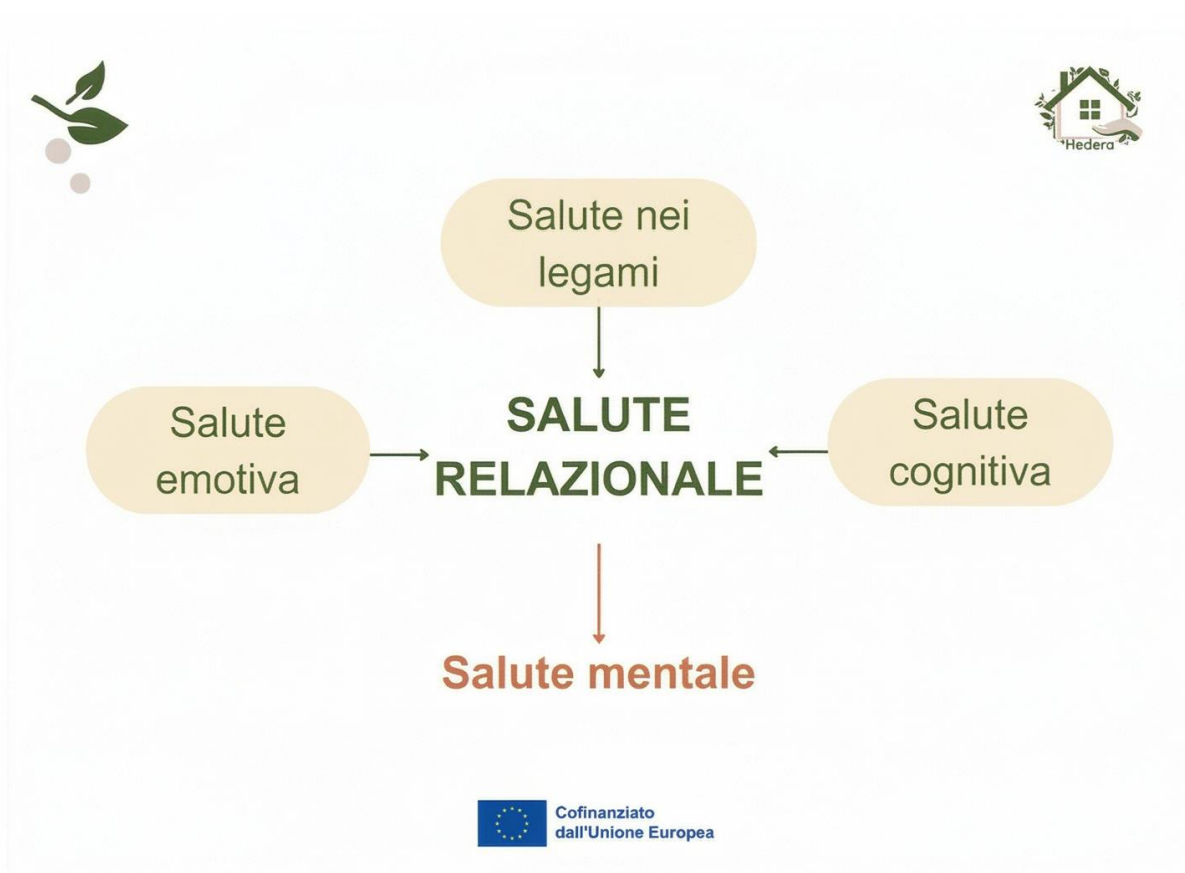 Hedera
Salute nei
legami
Salute
emotiva
SALUTE
RELAZIONALE
Salute
cognitiva
Salute mentale
Cofinanziato
dall'Unione Europea